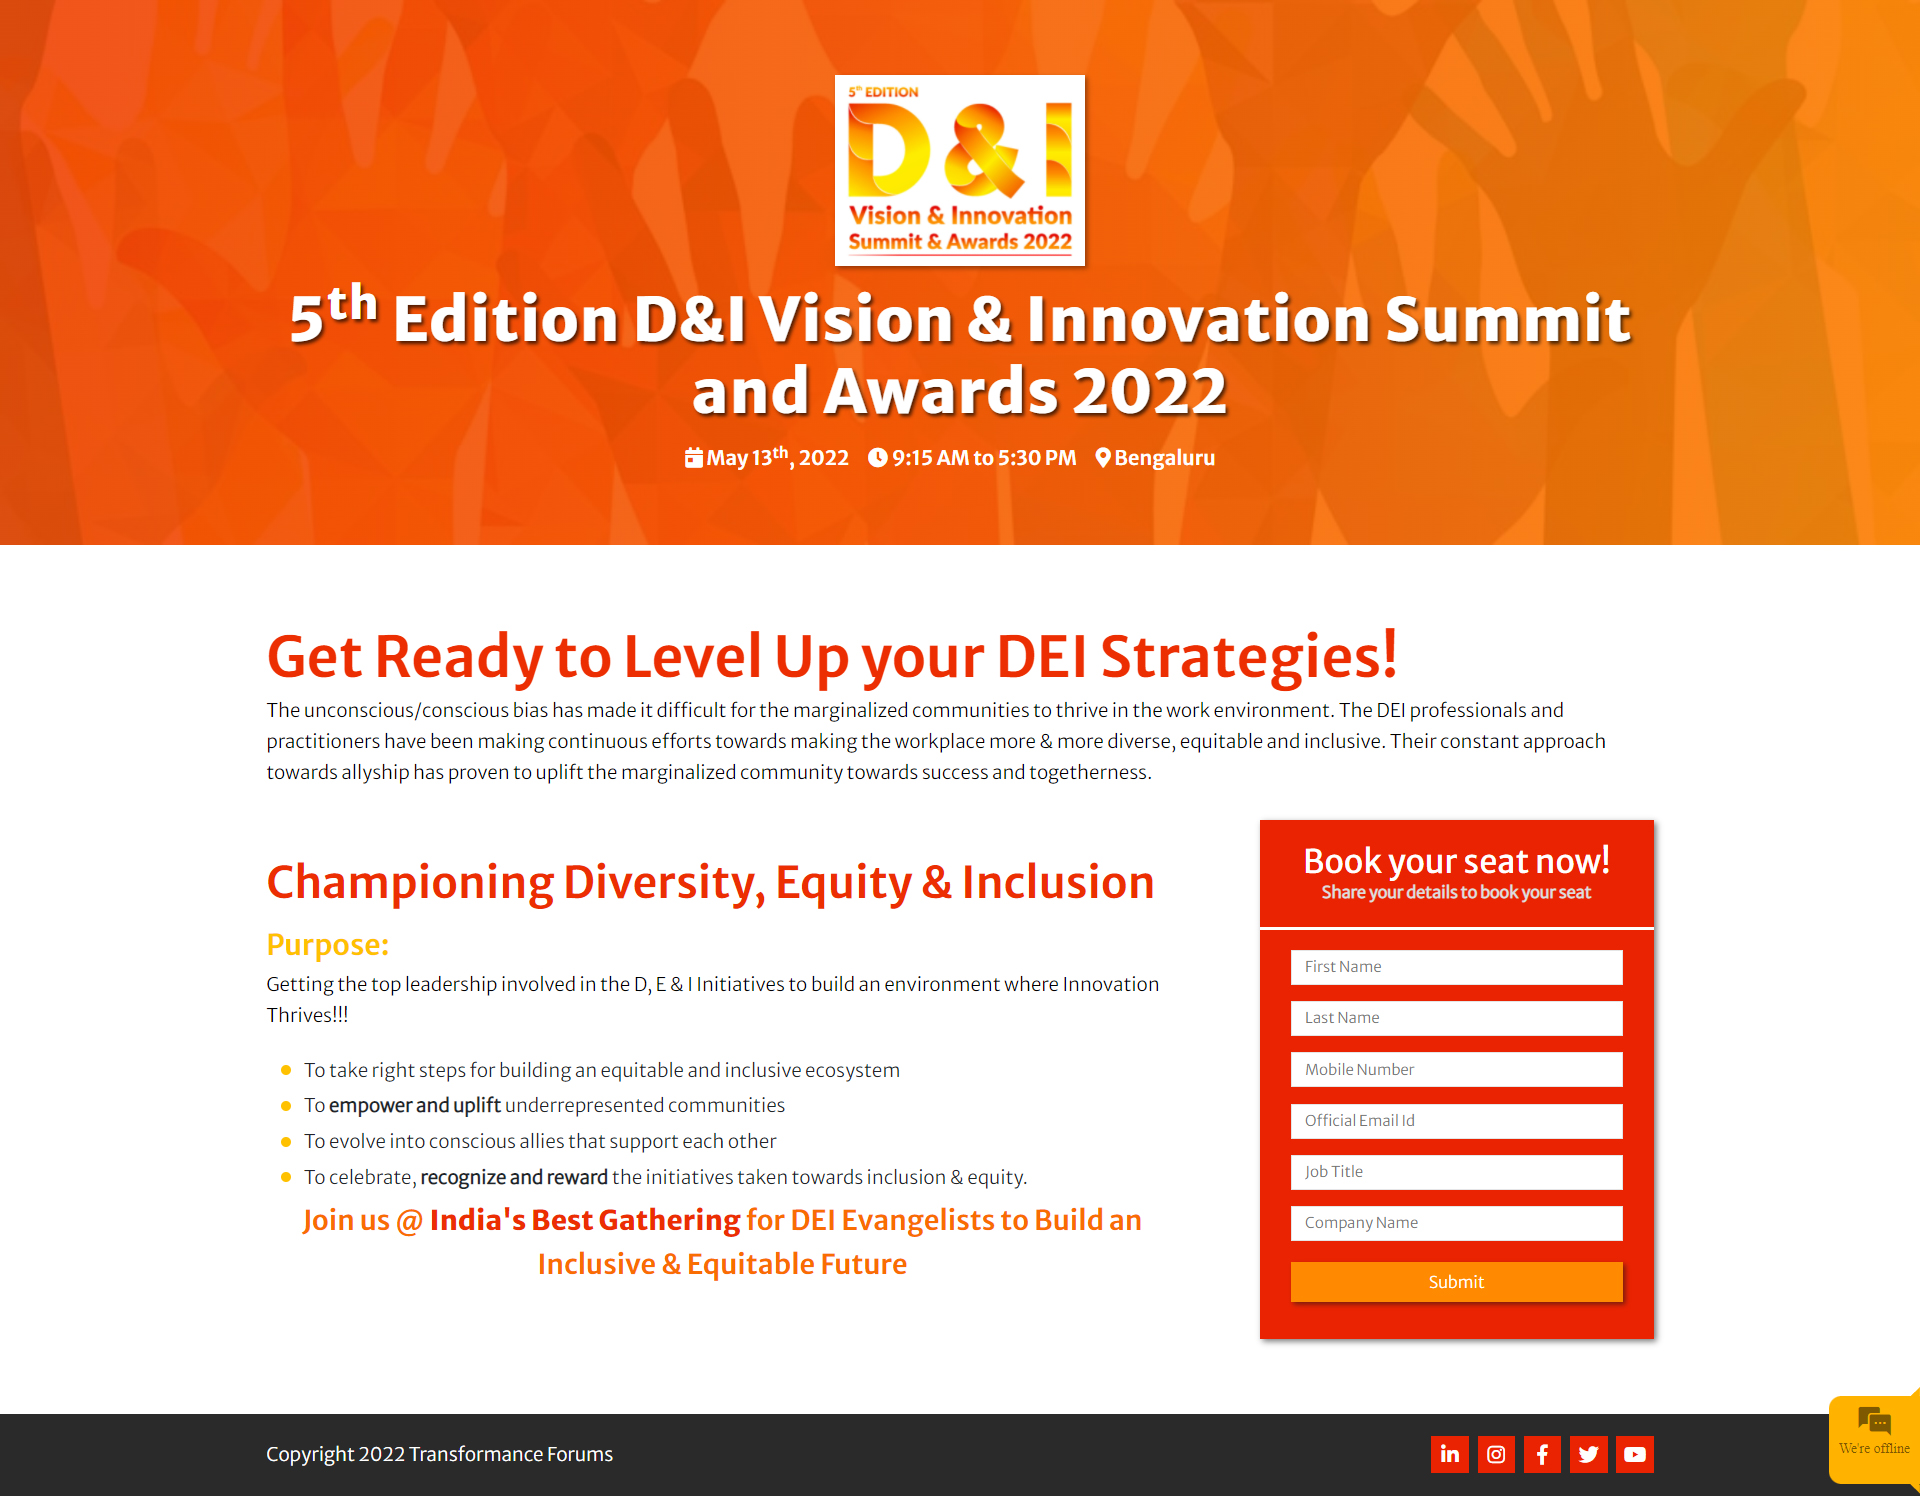 5th EDITION
D&I
Vision & Innovation
Summit & Awards 2022
5th Edition D&I Vision & Innovation Summit
and Awards 2022
May 13th, 2022 9:15 AM to 5:30 PM Bengaluru
Get Ready to Level Up your DEI Strategies!
The unconscious/conscious bias has made it difficult for the marginalized communities to thrive in the work environment. The DEI professionals and
practitioners have been making continuous efforts towards making the workplace more & more diverse, equitable and inclusive. Their constant approach
towards allyship has proven to uplift the marginalized community towards success and togetherness.
Championing Diversity, Equity & Inclusion
Purpose:
Getting the top leadership involved in the D, E & I Initiatives to build an environment where Innovation
Thrives!!!
To take right steps for building an equitable and inclusive ecosystem
To empower and uplift underrepresented communities
To evolve into conscious allies that support each other
To celebrate, recognize and reward the initiatives taken towards inclusion & equity.
Join us @ India's Best Gathering for DEI Evangelists to Build an
Inclusive & Equitable Future
Book your seat now!
Share your details to book your seat
First Name
Last Name
Mobile Number
Official Email Id
Job Title
Company Name
Submit
Copyright 2022 Transformance Forums
We're offline